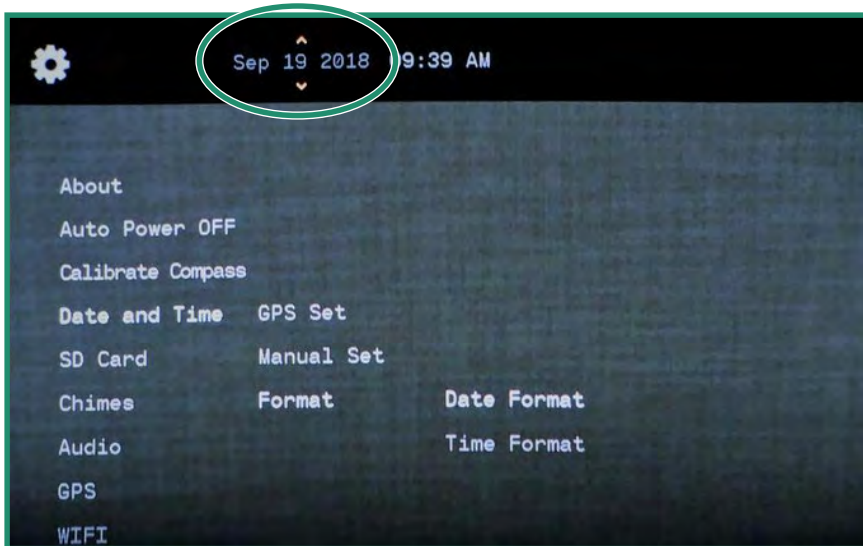 Sep 19 2018 09:39 AM
About
Auto Power OFF
Calibrate Compass
Date and Time GPS Set
SD Card Manual Set
Chimes Format Date Format
Audio Time Format
GPS
WIFI